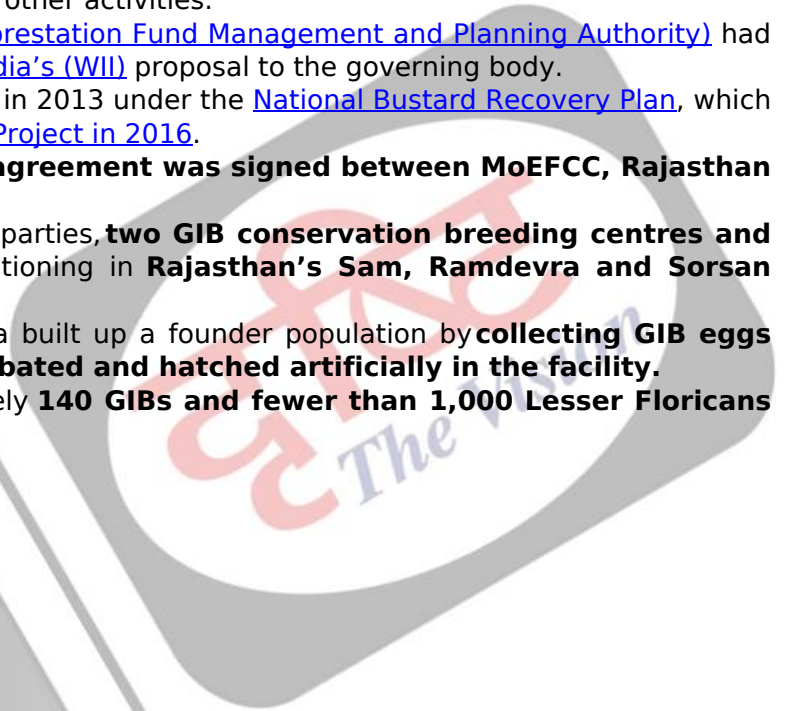 other activities.
orestation Fund Management and Planning Authority) had
dia's (WII) proposal to the governing body.
in 2013 under the National Bustard Recovery Plan, which
Project in 2016.
agreement was signed between MoEFCC, Rajasthan
parties, two GIB conservation breeding centres and
tioning in Rajasthan's Sam, Ramdevra and Sorsan
a built up a founder population by collecting GIB eggs
bated and hatched artificially in the facility.
ely 140 GIBs and fewer than 1,000 Lesser Floricans
दृष्टि
The Vision